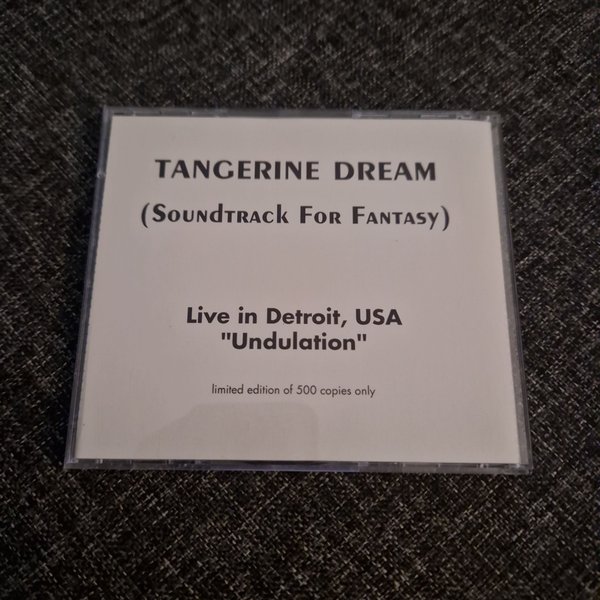 TANGERINE DREAM
(Soundtrack For Fantasy)
Live in Detroit, USA
"Undulation"
limited edition of 500 copies only